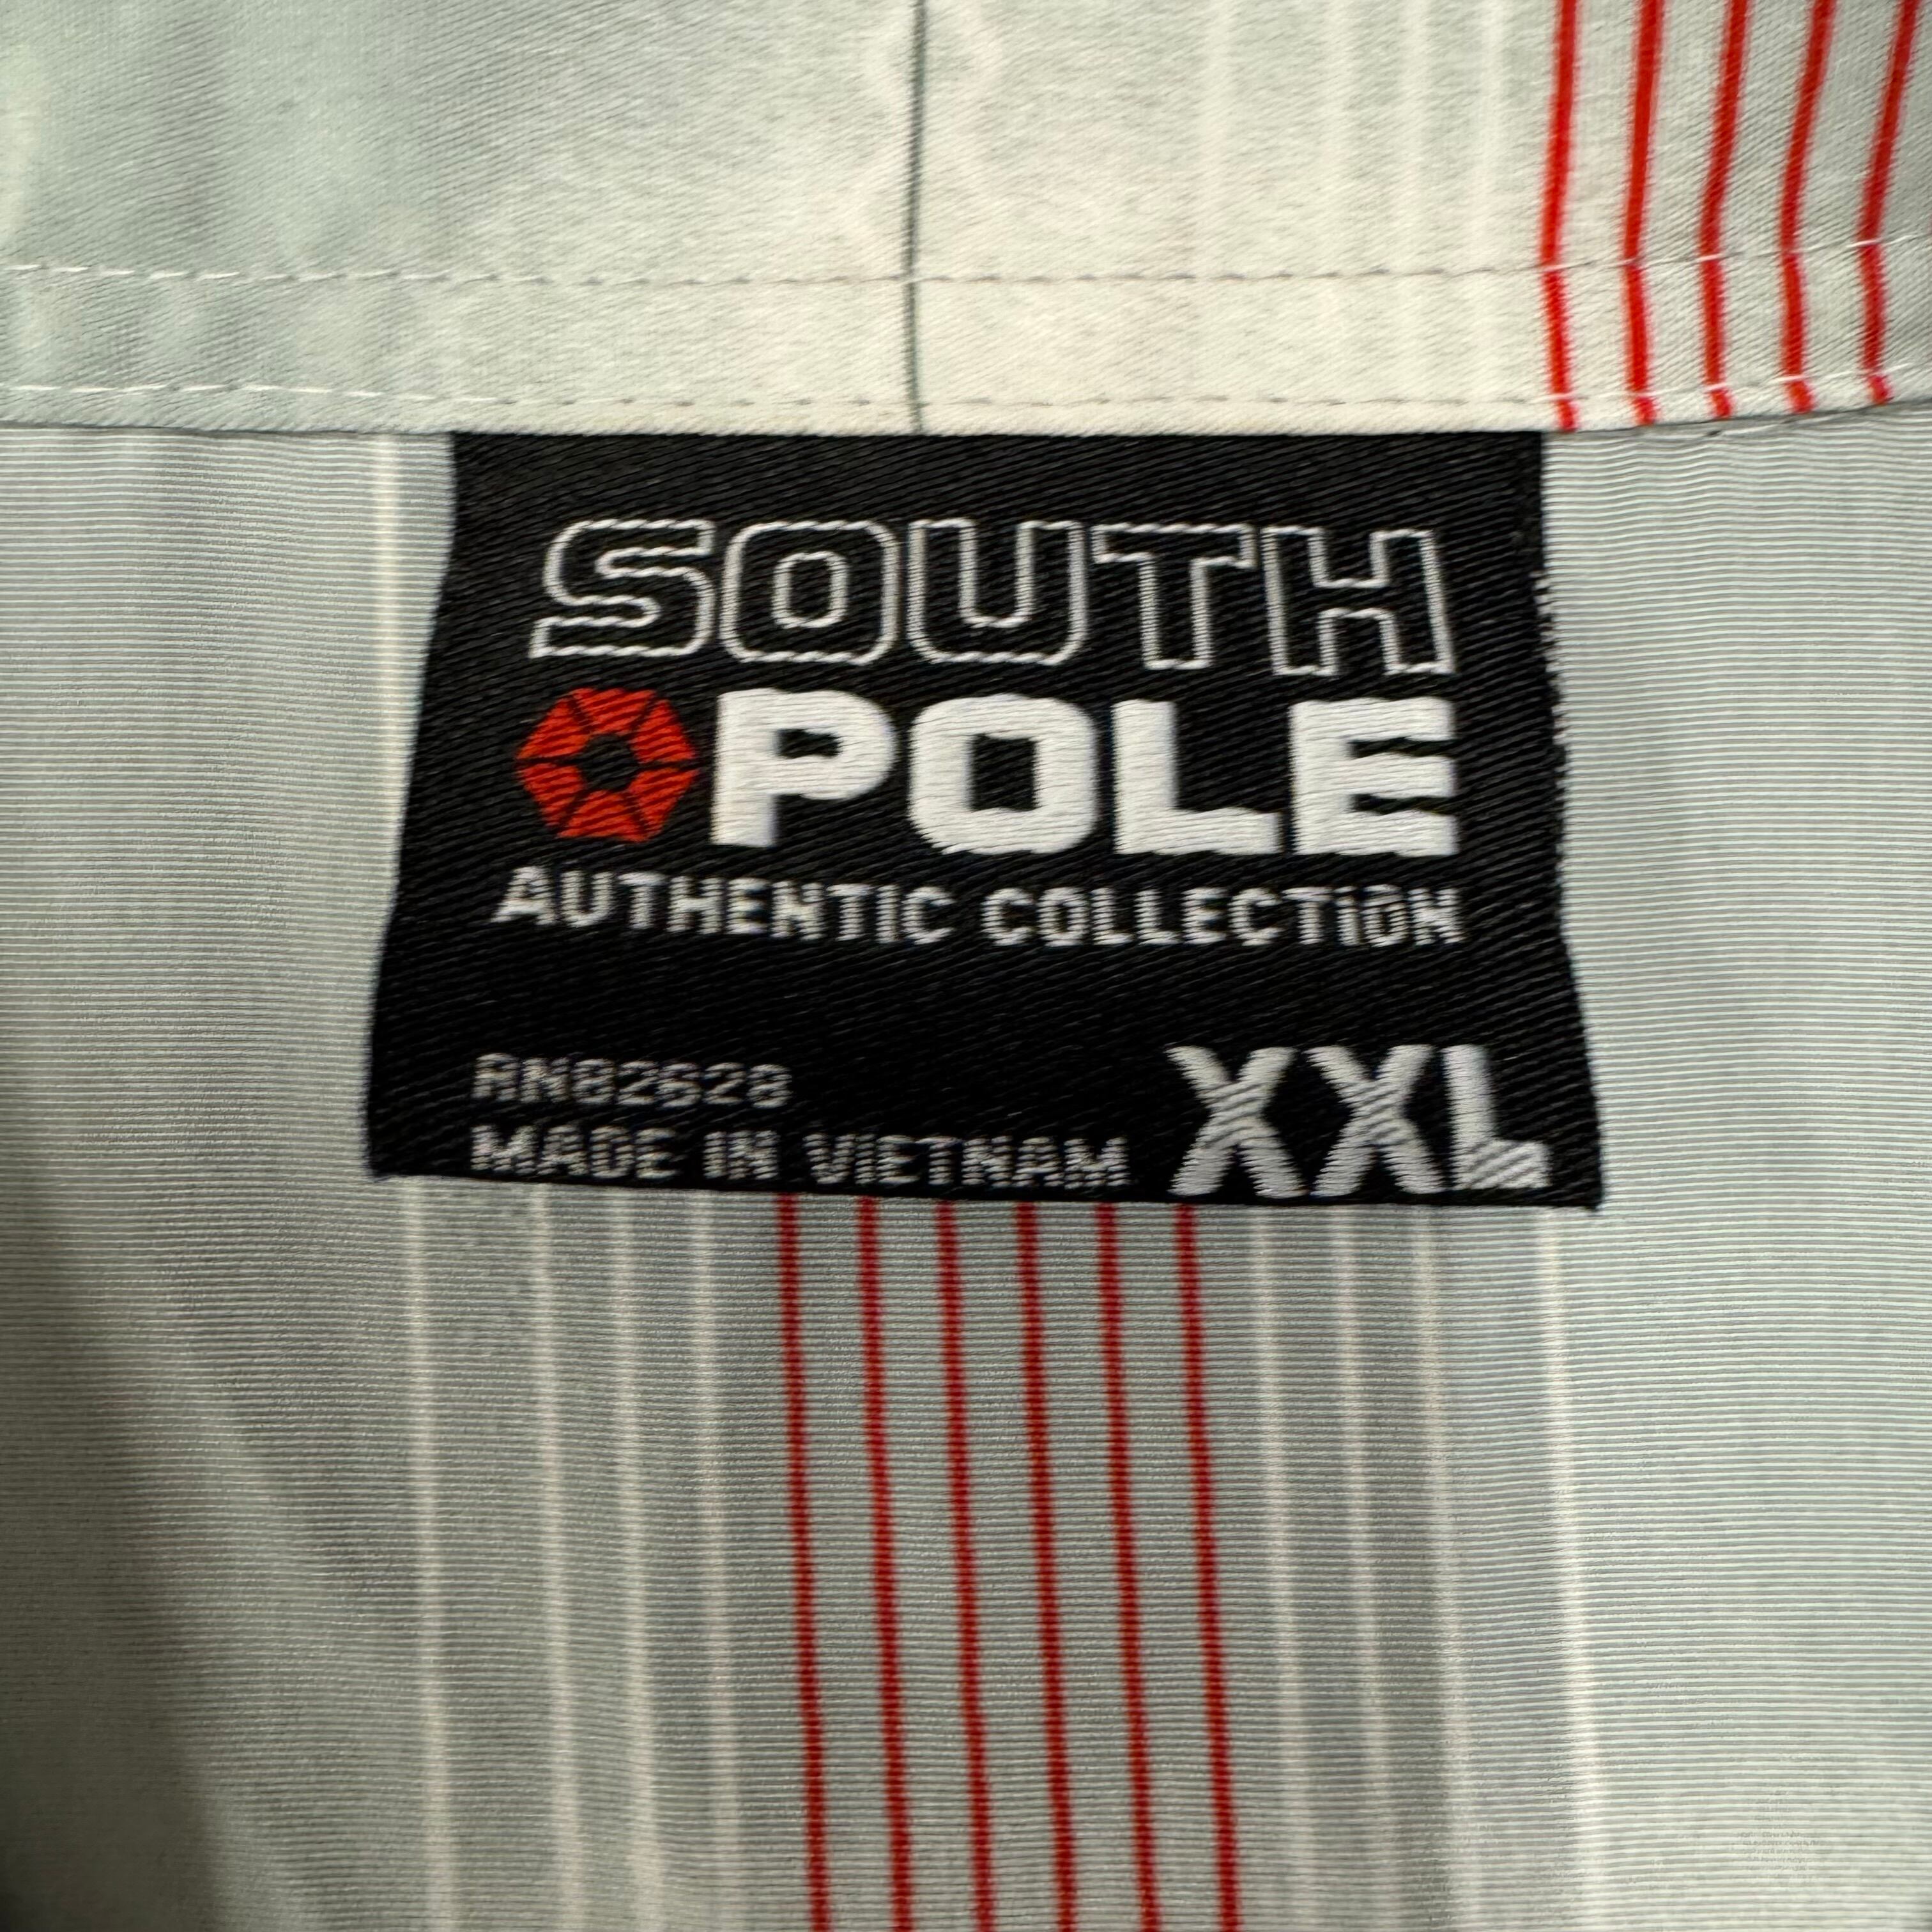 SOUTH
POLE
AUTHENTIC COLLECTION
RN82628
MADE IN VIETNAM
XXL